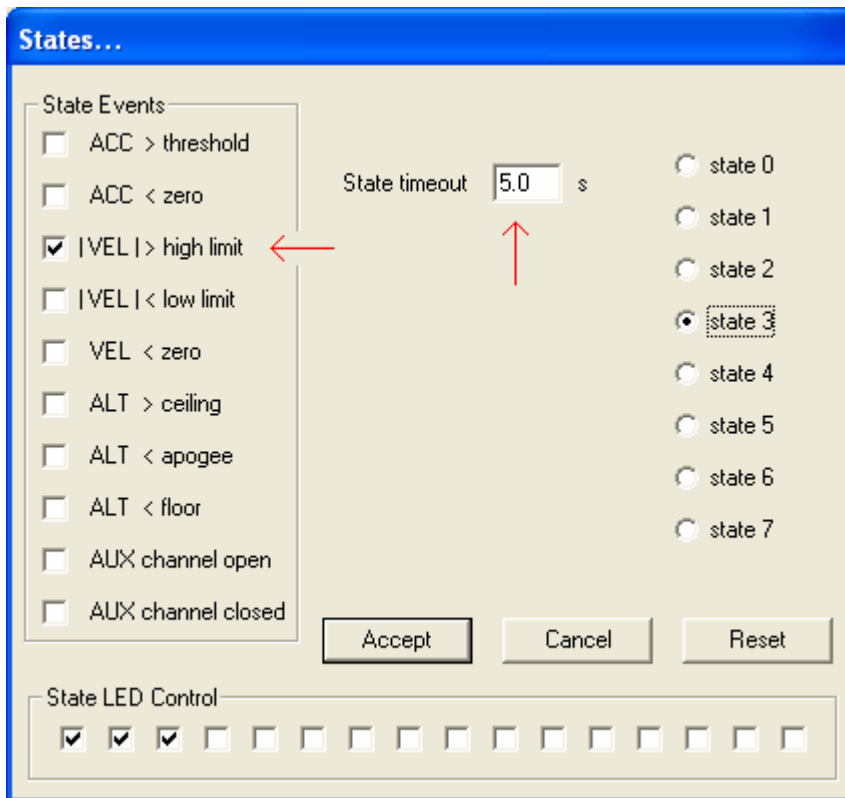 States...
State Events
ACC > threshold
ACC < zero
|VEL| > high limit
|VEL| < low limit
VEL < zero
ALT > ceiling
ALT < apogee
ALT < floor
AUX channel open
AUX channel closed
State timeout 5.0 s
state 0
state 1
state 2
state 3
state 4
state 5
state 6
state 7
Accept Cancel Reset
State LED Control